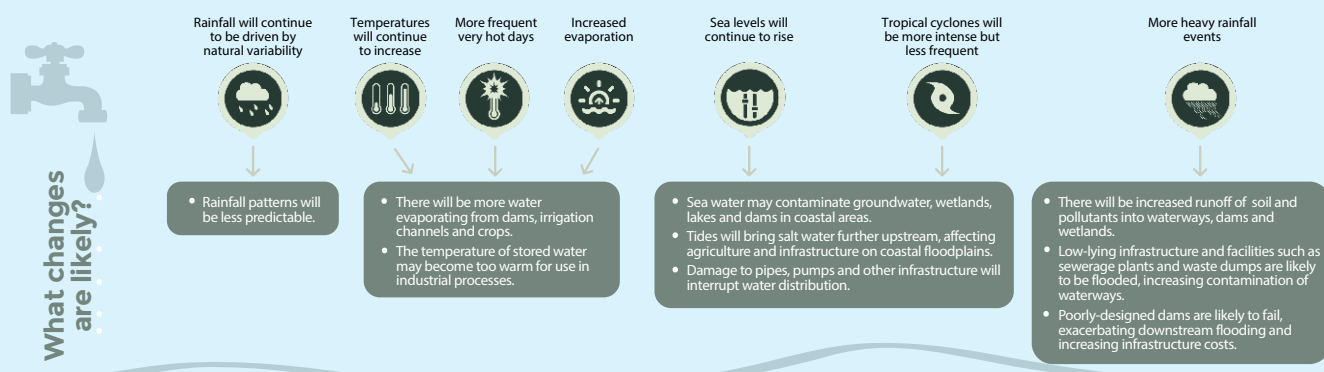 What changes
are likely?
Rainfall will continue
to be driven by
natural variability
Temperatures
will continue
to increase
More frequent
very hot days
Increased
evaporation
Sea levels will
continue to rise
Tropical cyclones will
be more intense but
less frequent
More heavy rainfall
events
• Rainfall patterns will
be less predictable.
• There will be more water
evaporating from dams, irrigation
channels and crops.
• The temperature of stored water
may become too warm for use in
industrial processes.
• Sea water may contaminate groundwater, wetlands,
lakes and dams in coastal areas.
• Tides will bring salt water further upstream, affecting
agriculture and infrastructure on coastal floodplains.
• Damage to pipes, pumps and other infrastructure will
interrupt water distribution.
• There will be increased runoff of soil and
pollutants into waterways, dams and
wetlands.
• Low-lying infrastructure and facilities such as
sewerage plants and waste dumps are likely
to be flooded, increasing contamination of
waterways.
• Poorly-designed dams are likely to fail,
exacerbating downstream flooding and
increasing infrastructure costs.